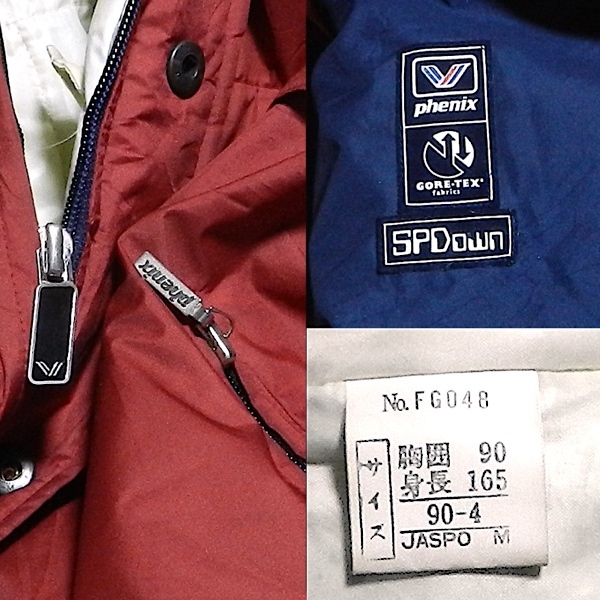 phenix
phenix
GORE-TEX®
fabrics
SPDown
No. FG048
サイズ
胸囲 90
身長 165
90-4
JASPO M